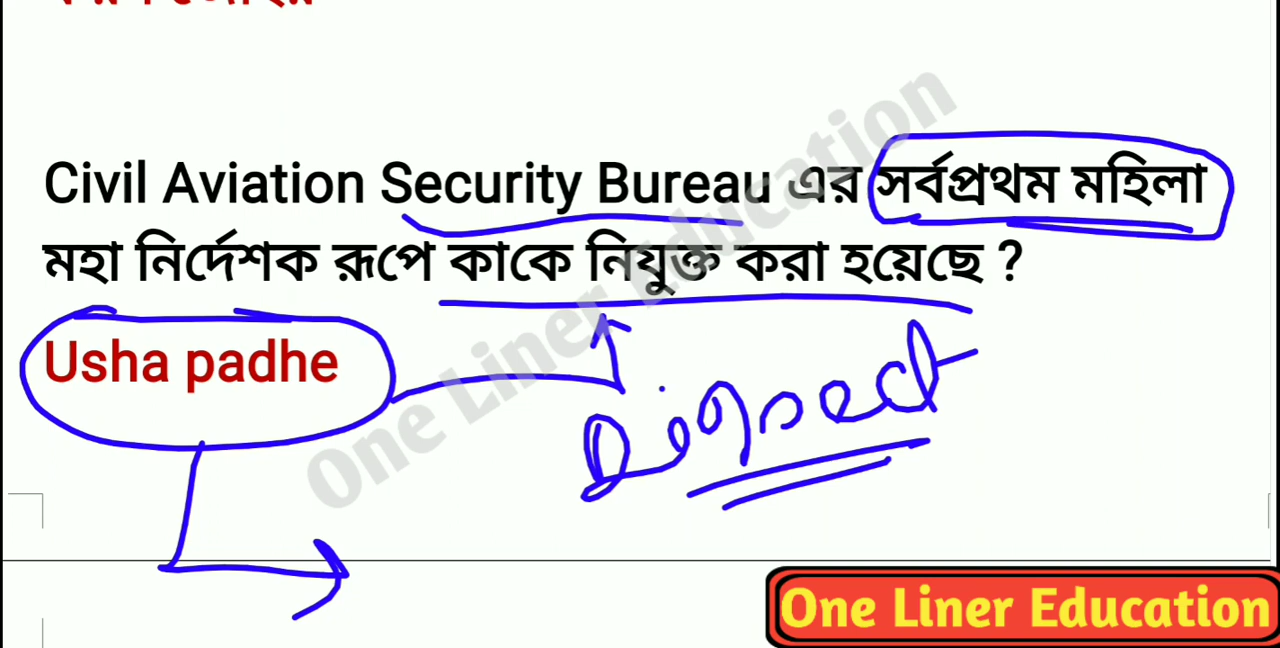 Civil Aviation Security Bureau এর সর্বপ্রথম মহিলা
মহা নির্দেশক রূপে কাকে নিযুক্ত করা হয়েছে ?
Usha padhe
One Liner Education
One Liner Education